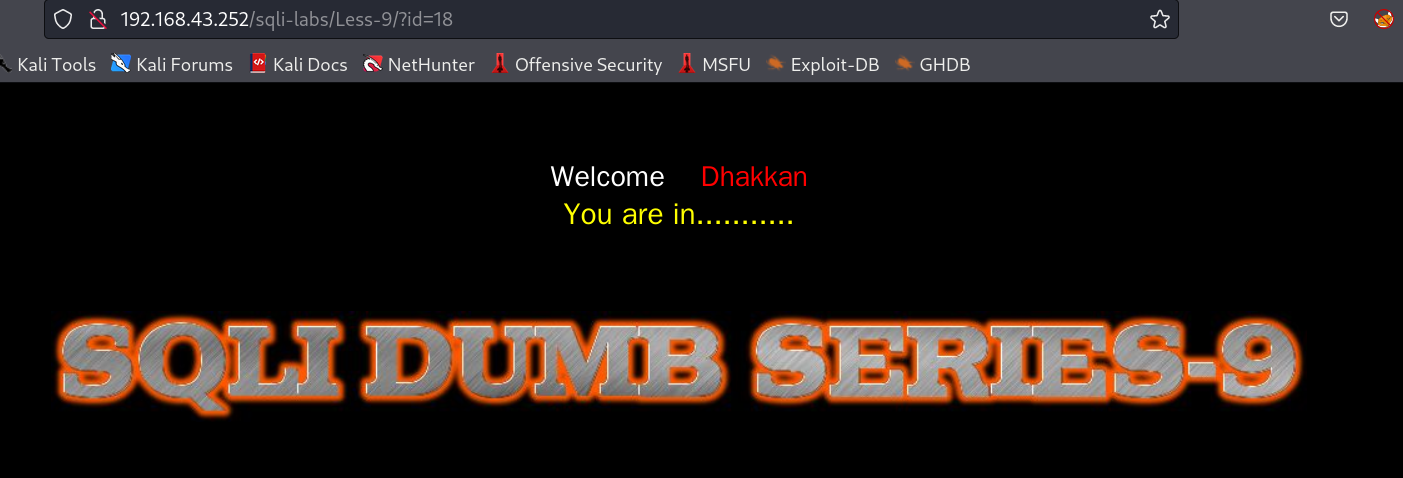 192.168.43.252/sqli-labs/Less-9/?id=18
Kali Tools Kali Forums Kali Docs NetHunter Offensive Security MSFU Exploit-DB GHDB
Welcome Dhakkan
You are in...........
SQLI DUMB SERIES-9